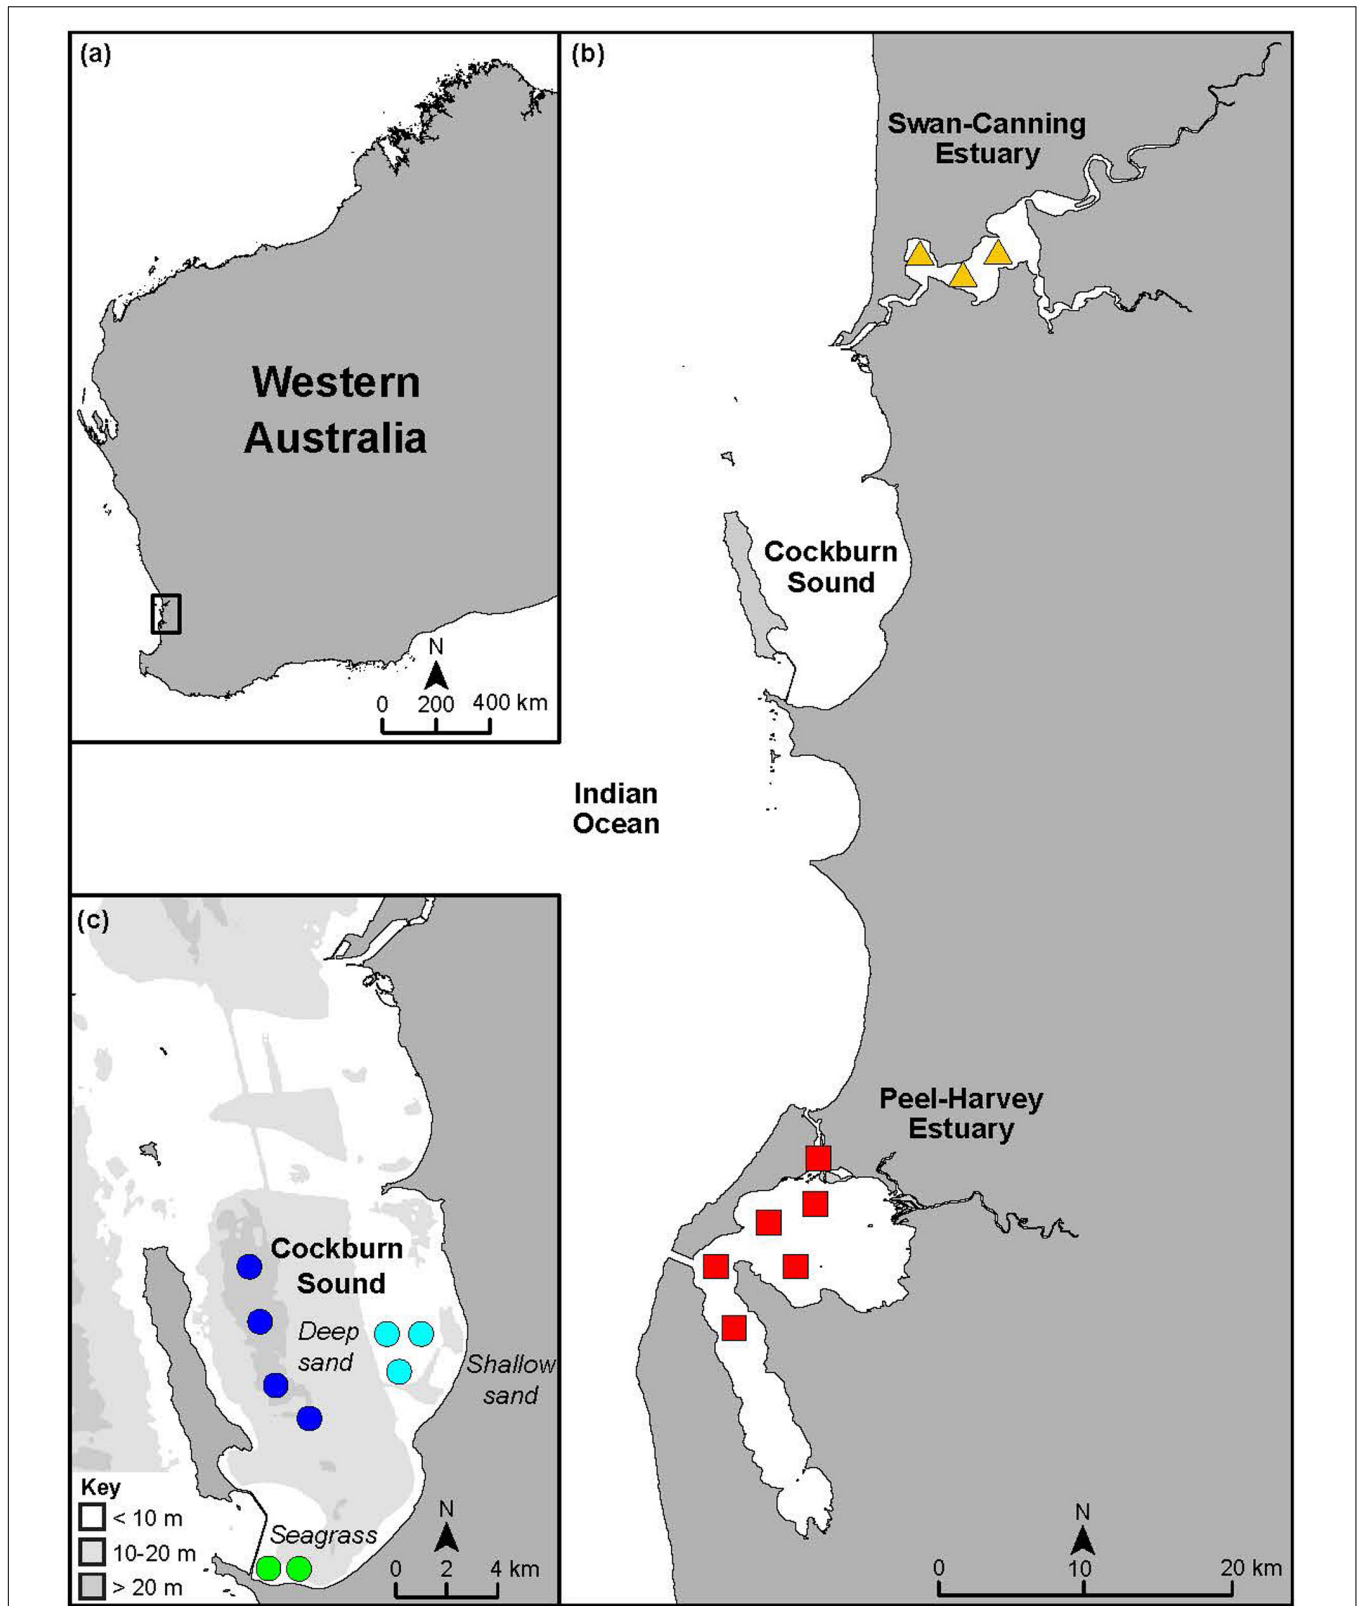 (a)
Western
Australia
N
0 200 400 km
(b)
Swan-Canning
Estuary
Cockburn
Sound
Indian
Ocean
Peel-Harvey
Estuary
N
0 10 20 km
(c)
Cockburn
Sound
Deep
sand
Shallow
sand
Seagrass
Key
< 10 m
10-20 m
> 20 m
N
0 2 4 km